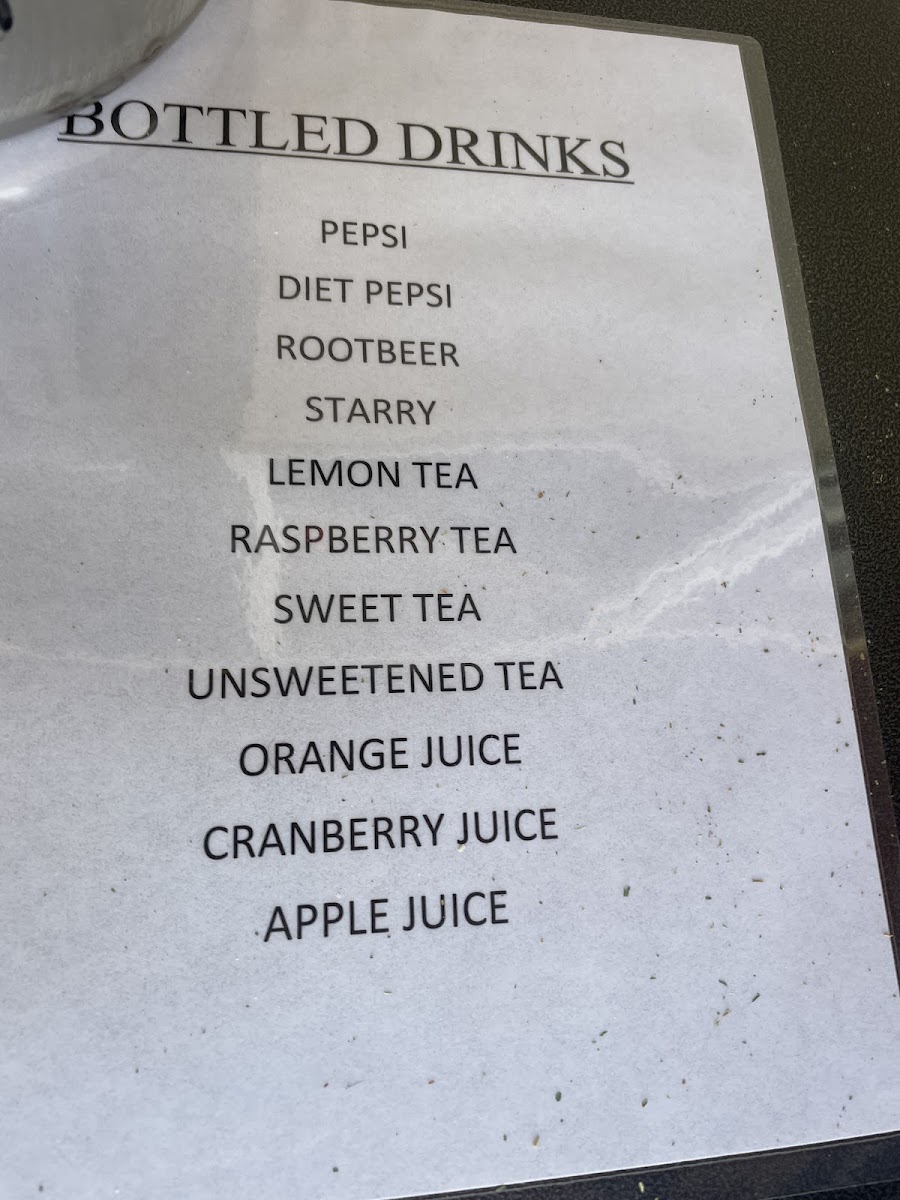 BOTTLED DRINKS
PEPSI
DIET PEPSI
ROOTBEER
STARRY
LEMON TEA
RASPBERRY TEA
SWEET TEA
UNSWEETENED TEA
ORANGE JUICE
CRANBERRY JUICE
APPLE JUICE